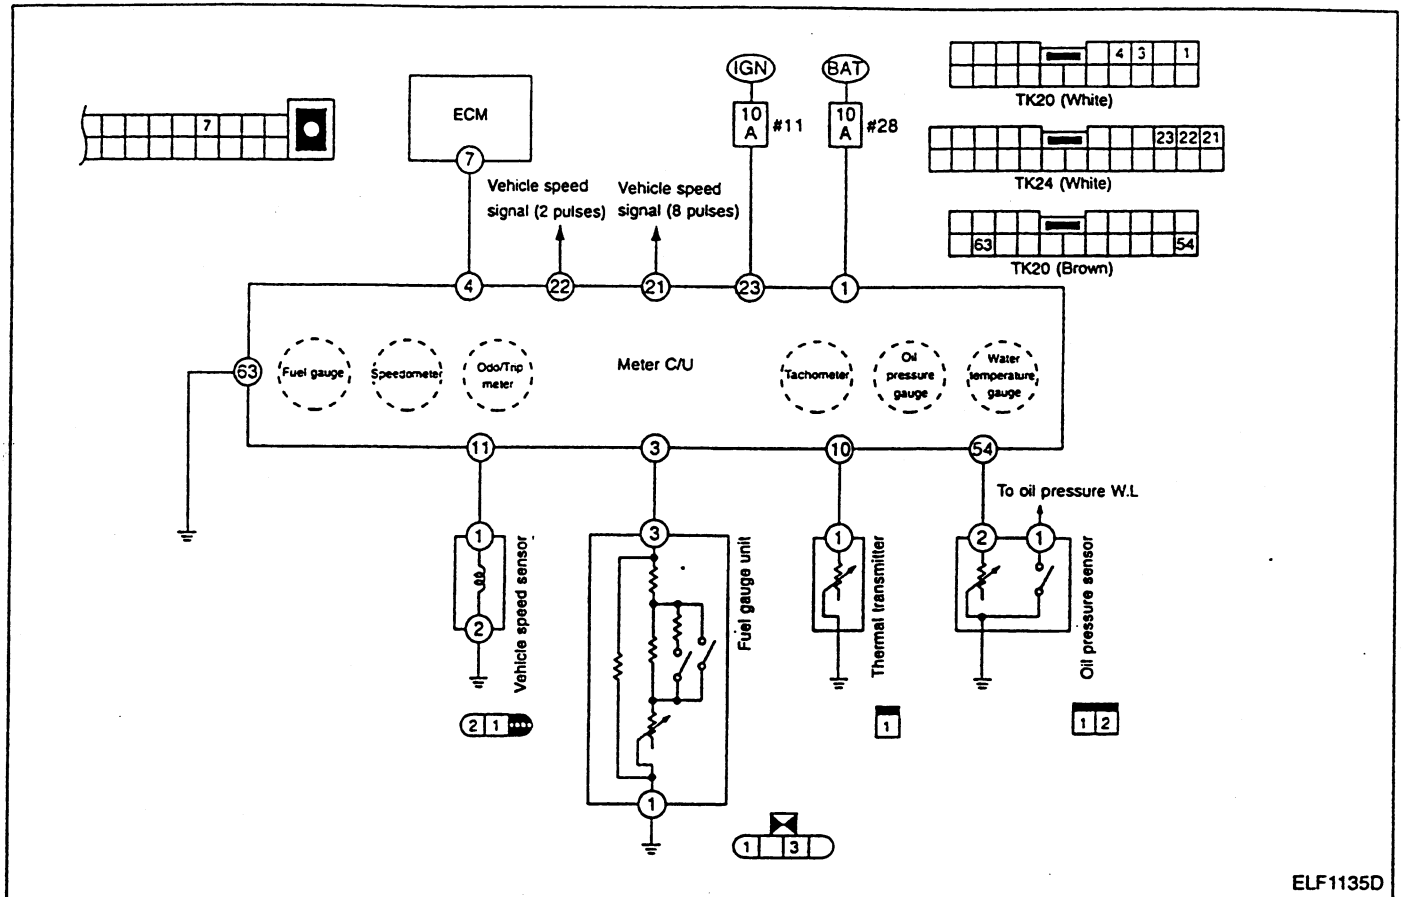 7
ECM
7
Vehicle speed
signal (2 pulses)
Vehicle speed
signal (8 pulses)
IGN
10
A
#11
BAT
10
A
#28
4 3 1
TK20 (White)
23 22 21
TK24 (White)
63 54
TK20 (Brown)
4
22
21
23
1
63
Fuel gauge
Speedometer
Odo/Trip
meter
Meter C/U
Tachometer
Oil
pressure
gauge
Water
temperature
gauge
11
3
10
54
To oil pressure W.L
1
2
Vehicle speed sensor
2 1
3
1
Fuel gauge unit
1 3
1
Thermal transmitter
1
2
1
Oil pressure sensor
1 2
ELF1135D